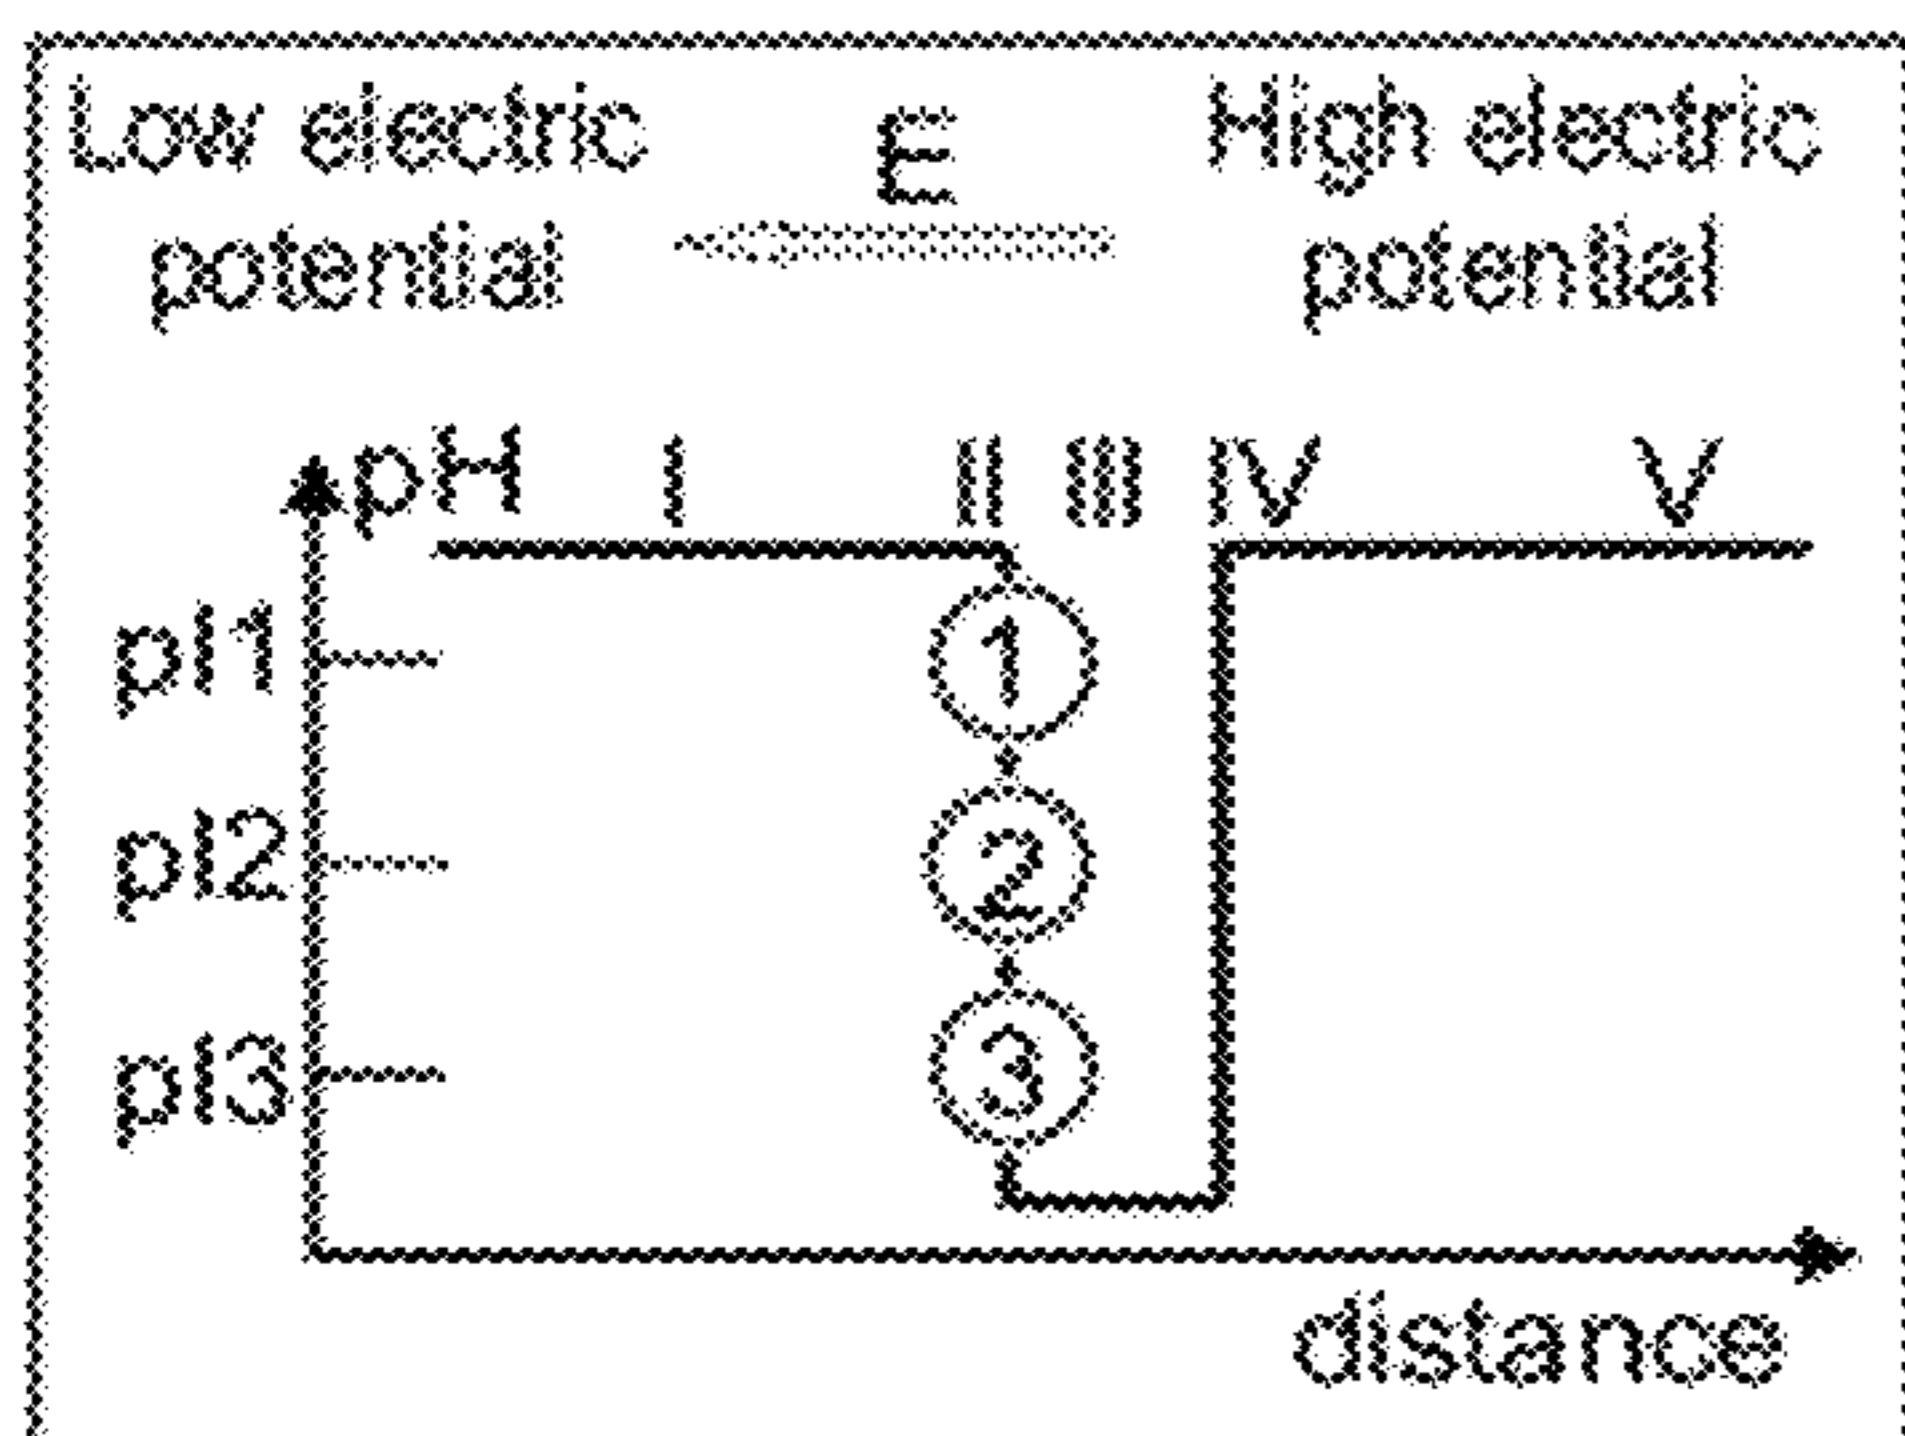 Low electric potential
E
High electric potential
pH I II III IV V
pI1
1
pI2
2
pI3
3
distance